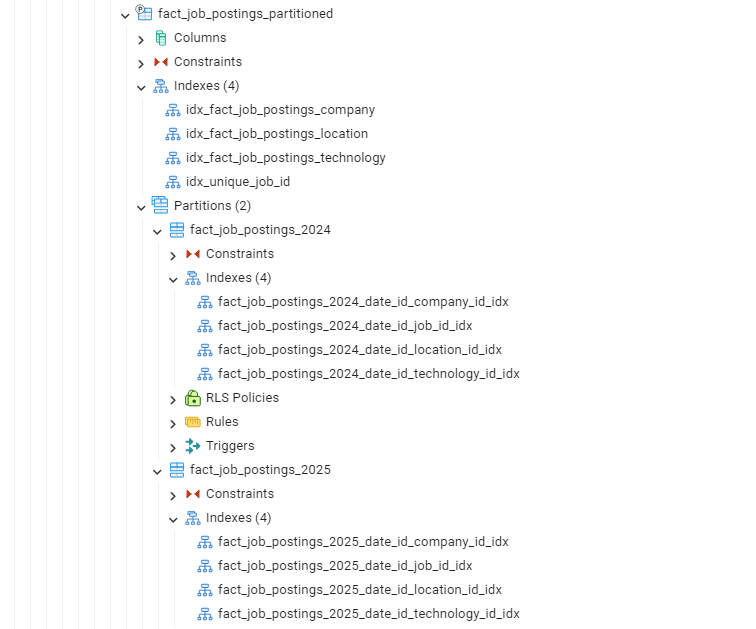 fact_job_postings_partitioned
Columns
Constraints
Indexes (4)
idx_fact_job_postings_company
idx_fact_job_postings_location
idx_fact_job_postings_technology
idx_unique_job_id
Partitions (2)
fact_job_postings_2024
Constraints
Indexes (4)
fact_job_postings_2024_date_id_company_id_idx
fact_job_postings_2024_date_id_job_id_idx
fact_job_postings_2024_date_id_location_id_idx
fact_job_postings_2024_date_id_technology_id_idx
RLS Policies
Rules
Triggers
fact_job_postings_2025
Constraints
Indexes (4)
fact_job_postings_2025_date_id_company_id_idx
fact_job_postings_2025_date_id_job_id_idx
fact_job_postings_2025_date_id_location_id_idx
fact_job_postings_2025_date_id_technology_id_idx